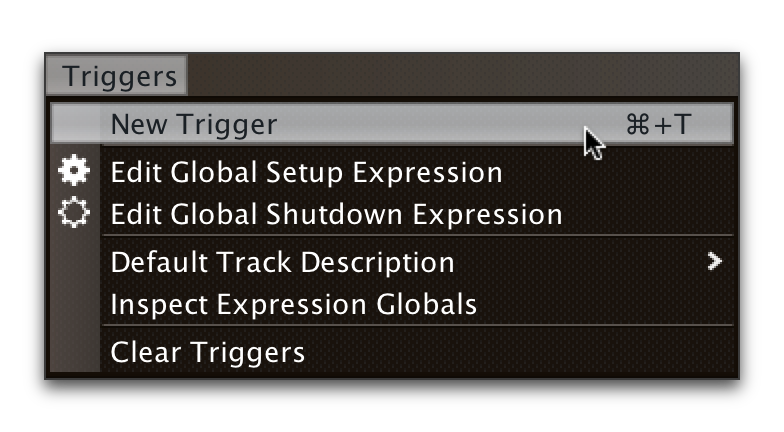 Triggers
New Trigger ⌘+T
Edit Global Setup Expression
Edit Global Shutdown Expression
Default Track Description
Inspect Expression Globals
Clear Triggers